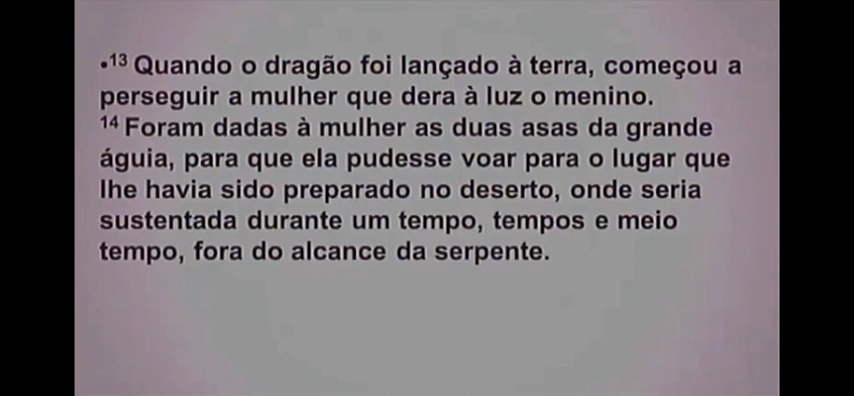 •13 Quando o dragão foi lançado à terra, começou a
perseguir a mulher que dera à luz o menino.
14 Foram dadas à mulher as duas asas da grande
águia, para que ela pudesse voar para o lugar que
lhe havia sido preparado no deserto, onde seria
sustentada durante um tempo, tempos e meio
tempo, fora do alcance da serpente.